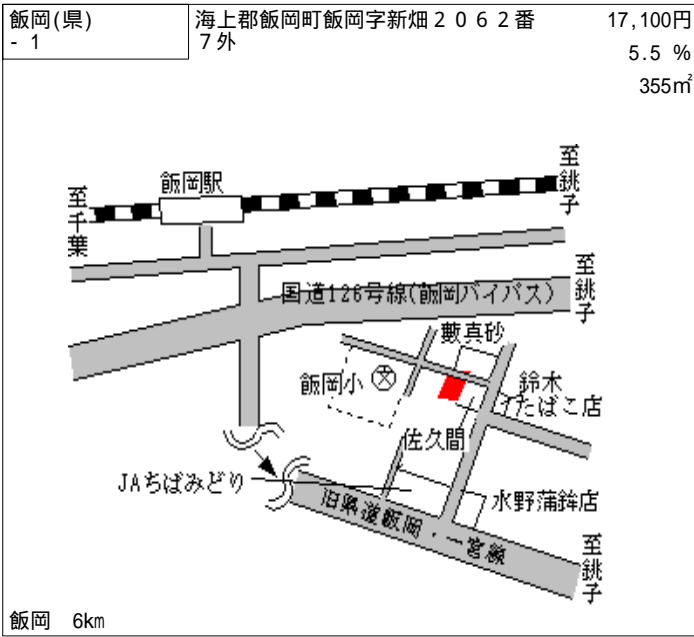 飯岡(県)
- 1
海上郡飯岡町飯岡字新畑２０６２番
７外
17,100円
5.5 %
355㎡
至千葉
飯岡駅
至銚子
国道126号線(飯岡バイパス)
至銚子
藪真砂
飯岡小
鈴木
たばこ店
佐久間
JAちばみどり
水野蒲鉾店
旧県道飯岡・一宮線
至銚子
飯岡　6km